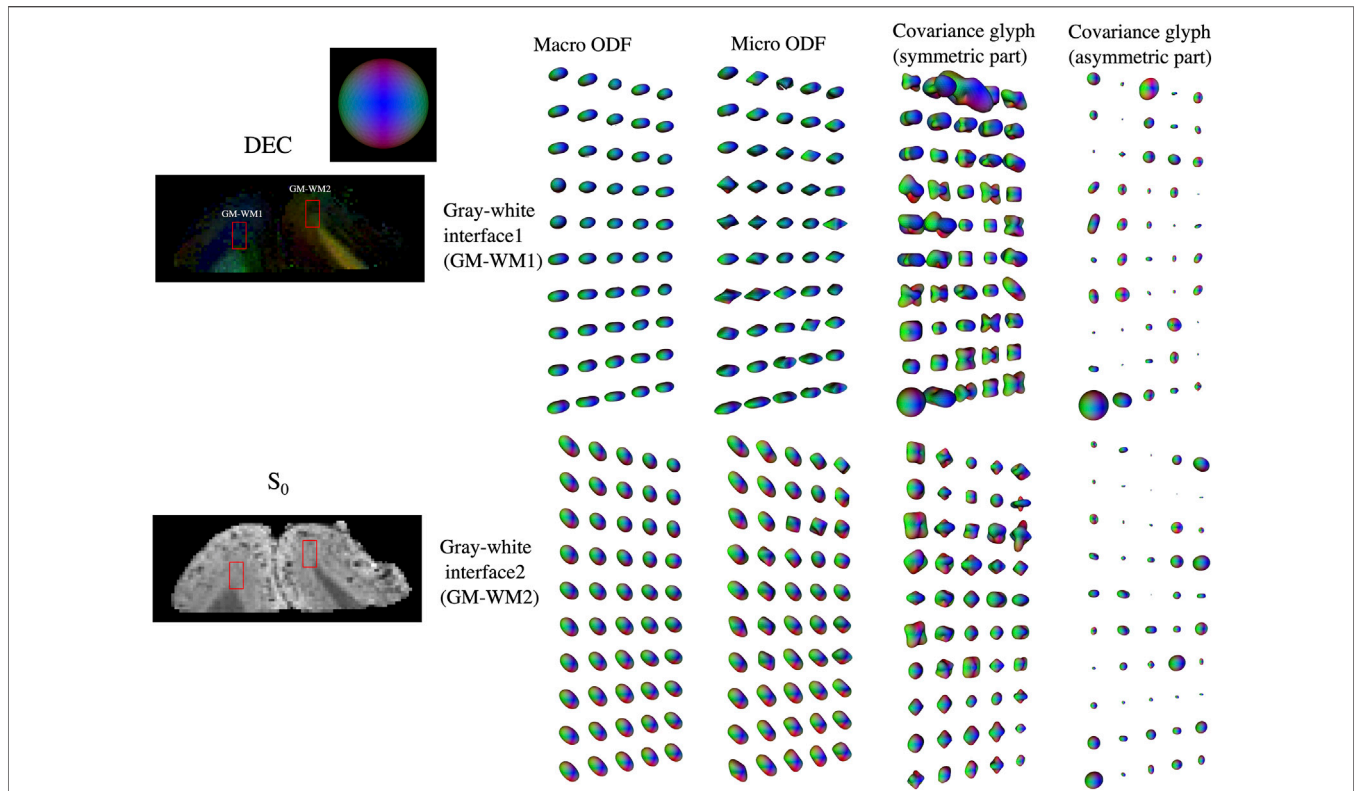 Macro ODF
Micro ODF
Covariance glyph
(symmetric part)
Covariance glyph
(asymmetric part)
DEC
GM-WM1
GM-WM2
Gray-white
interface1
(GM-WM1)
S₀
Gray-white
interface2
(GM-WM2)